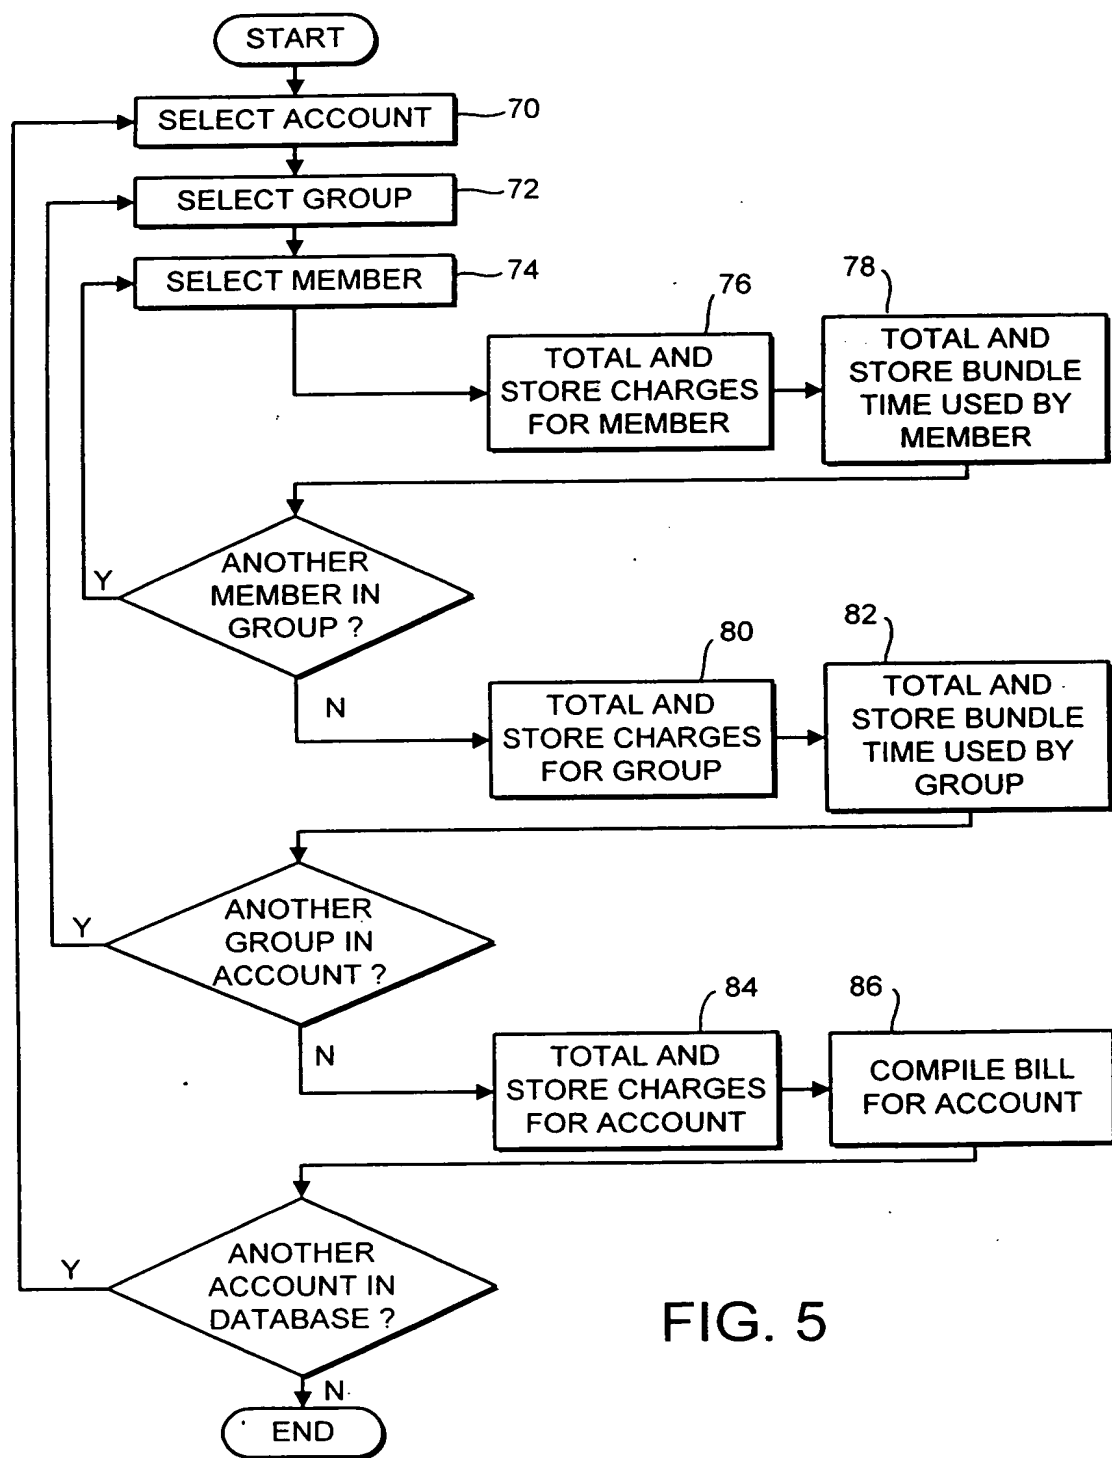 START
SELECT ACCOUNT
70
SELECT GROUP
72
SELECT MEMBER
74
76
TOTAL AND
STORE CHARGES
FOR MEMBER
78
TOTAL AND
STORE BUNDLE
TIME USED BY
MEMBER
ANOTHER
MEMBER IN
GROUP ?
Y
N
80
TOTAL AND
STORE CHARGES
FOR GROUP
82
TOTAL AND
STORE BUNDLE
TIME USED BY
GROUP
ANOTHER
GROUP IN
ACCOUNT ?
Y
N
84
TOTAL AND
STORE CHARGES
FOR ACCOUNT
86
COMPILE BILL
FOR ACCOUNT
ANOTHER
ACCOUNT IN
DATABASE ?
Y
N
END
FIG. 5